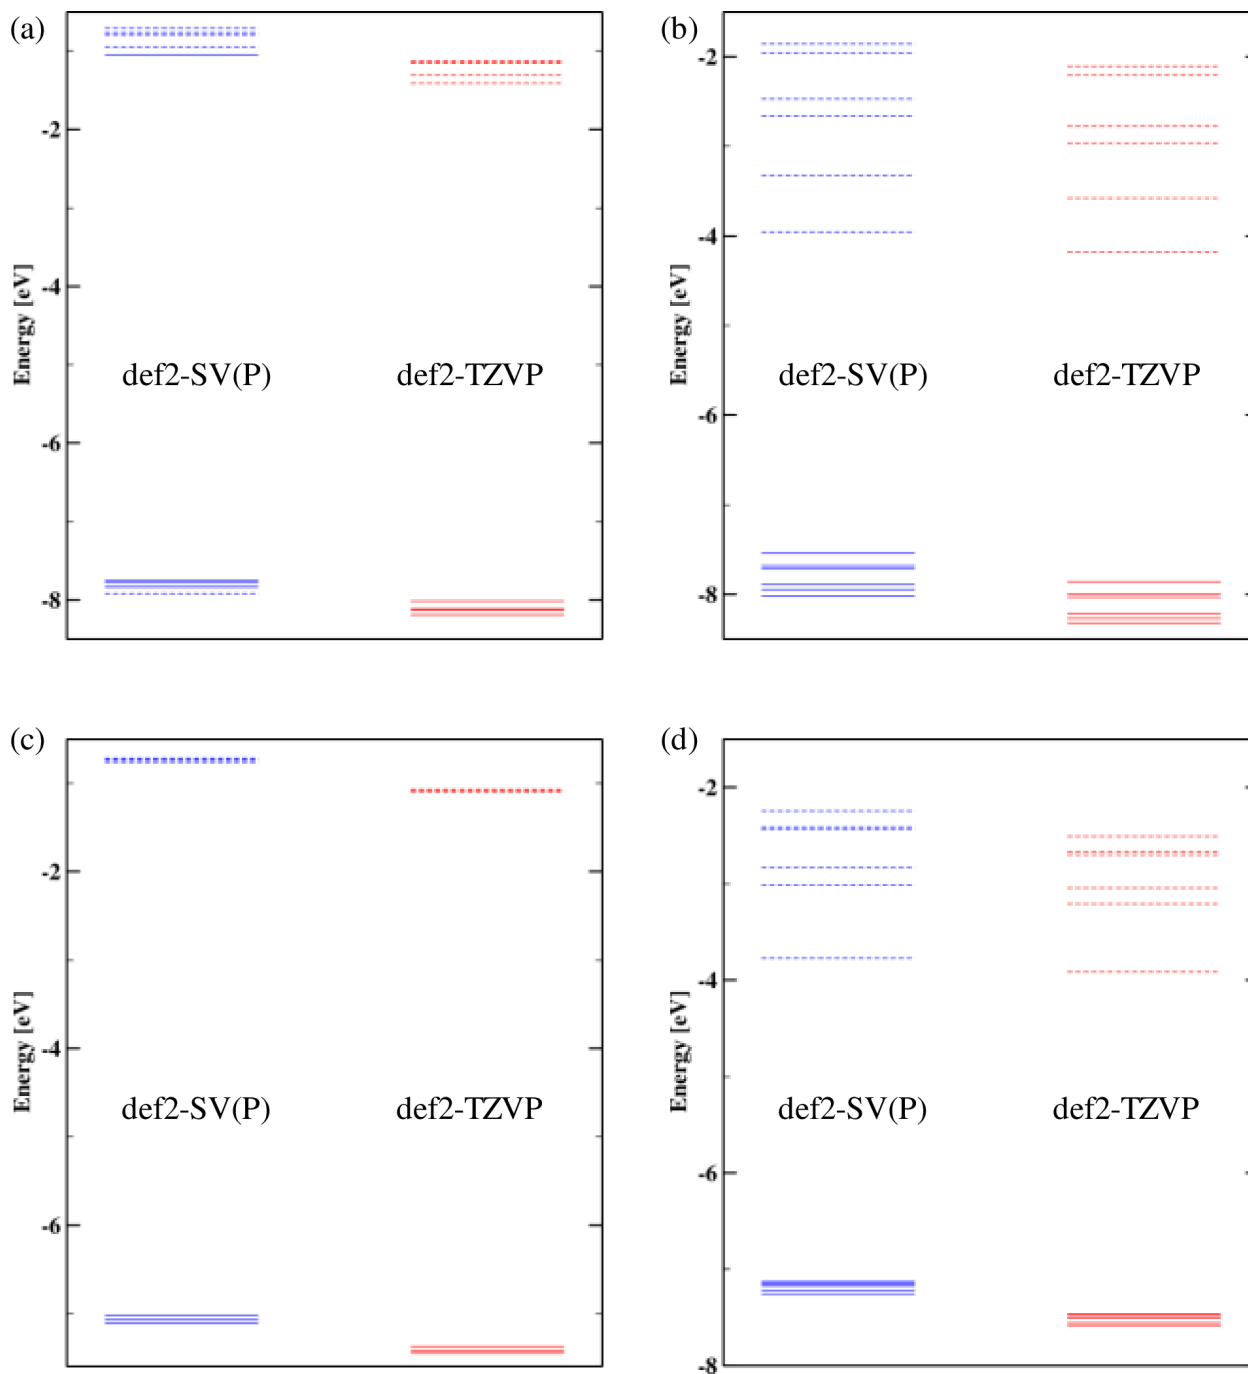 (a)
-2
-4
-6
-8
Energy [eV]
def2-SV(P)
def2-TZVP
(b)
-2
-4
-6
-8
Energy [eV]
def2-SV(P)
def2-TZVP
(c)
-2
-4
-6
Energy [eV]
def2-SV(P)
def2-TZVP
(d)
-2
-4
-6
-8
Energy [eV]
def2-SV(P)
def2-TZVP